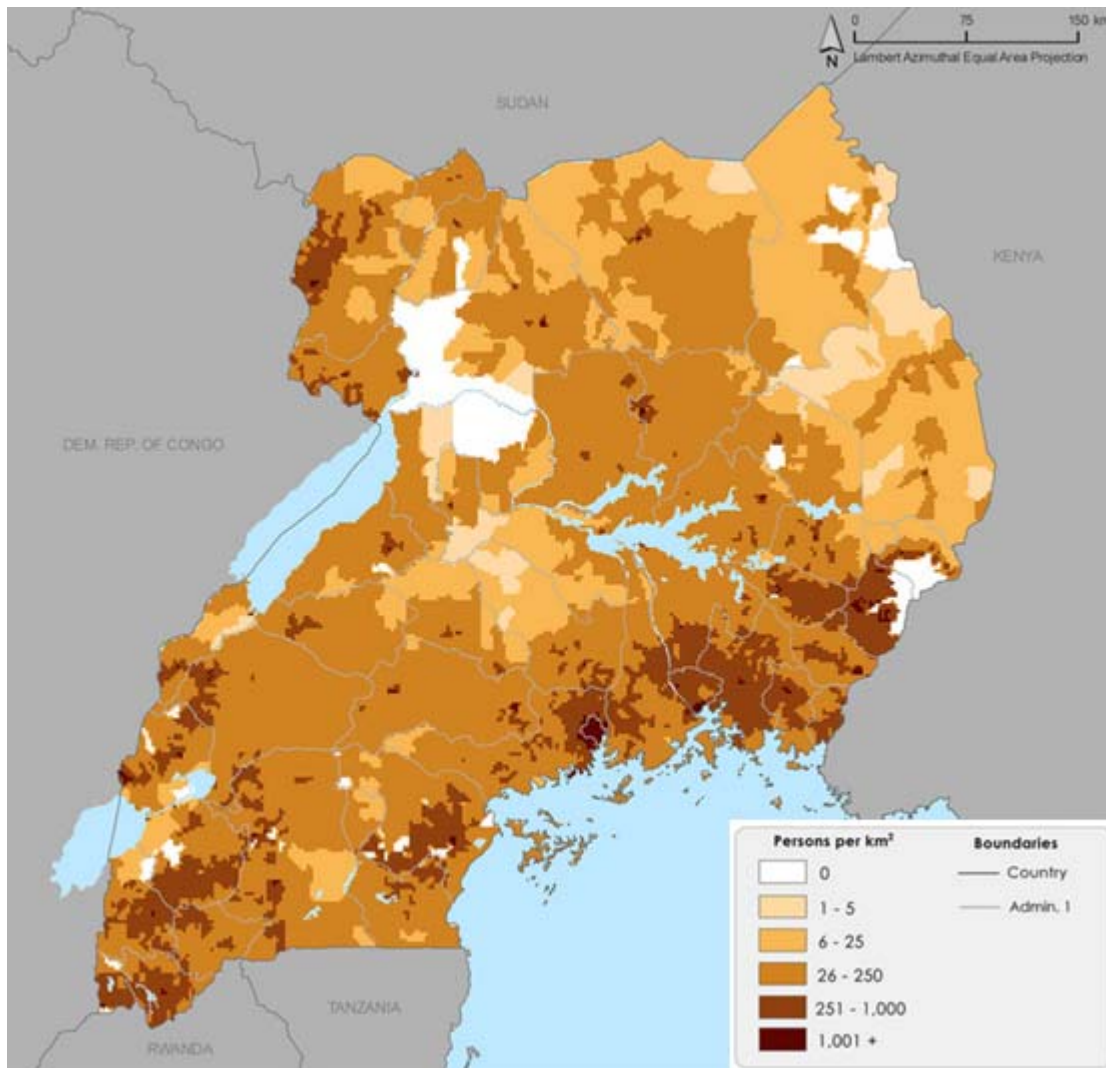 0 75 150 km
Lambert Azimuthal Equal Area Projection
N
SUDAN
KENYA
DEM. REP. OF CONGO
TANZANIA
RWANDA
Persons per km²
0
1 - 5
6 - 25
26 - 250
251 - 1,000
1,001 +
Boundaries
Country
Admin. 1